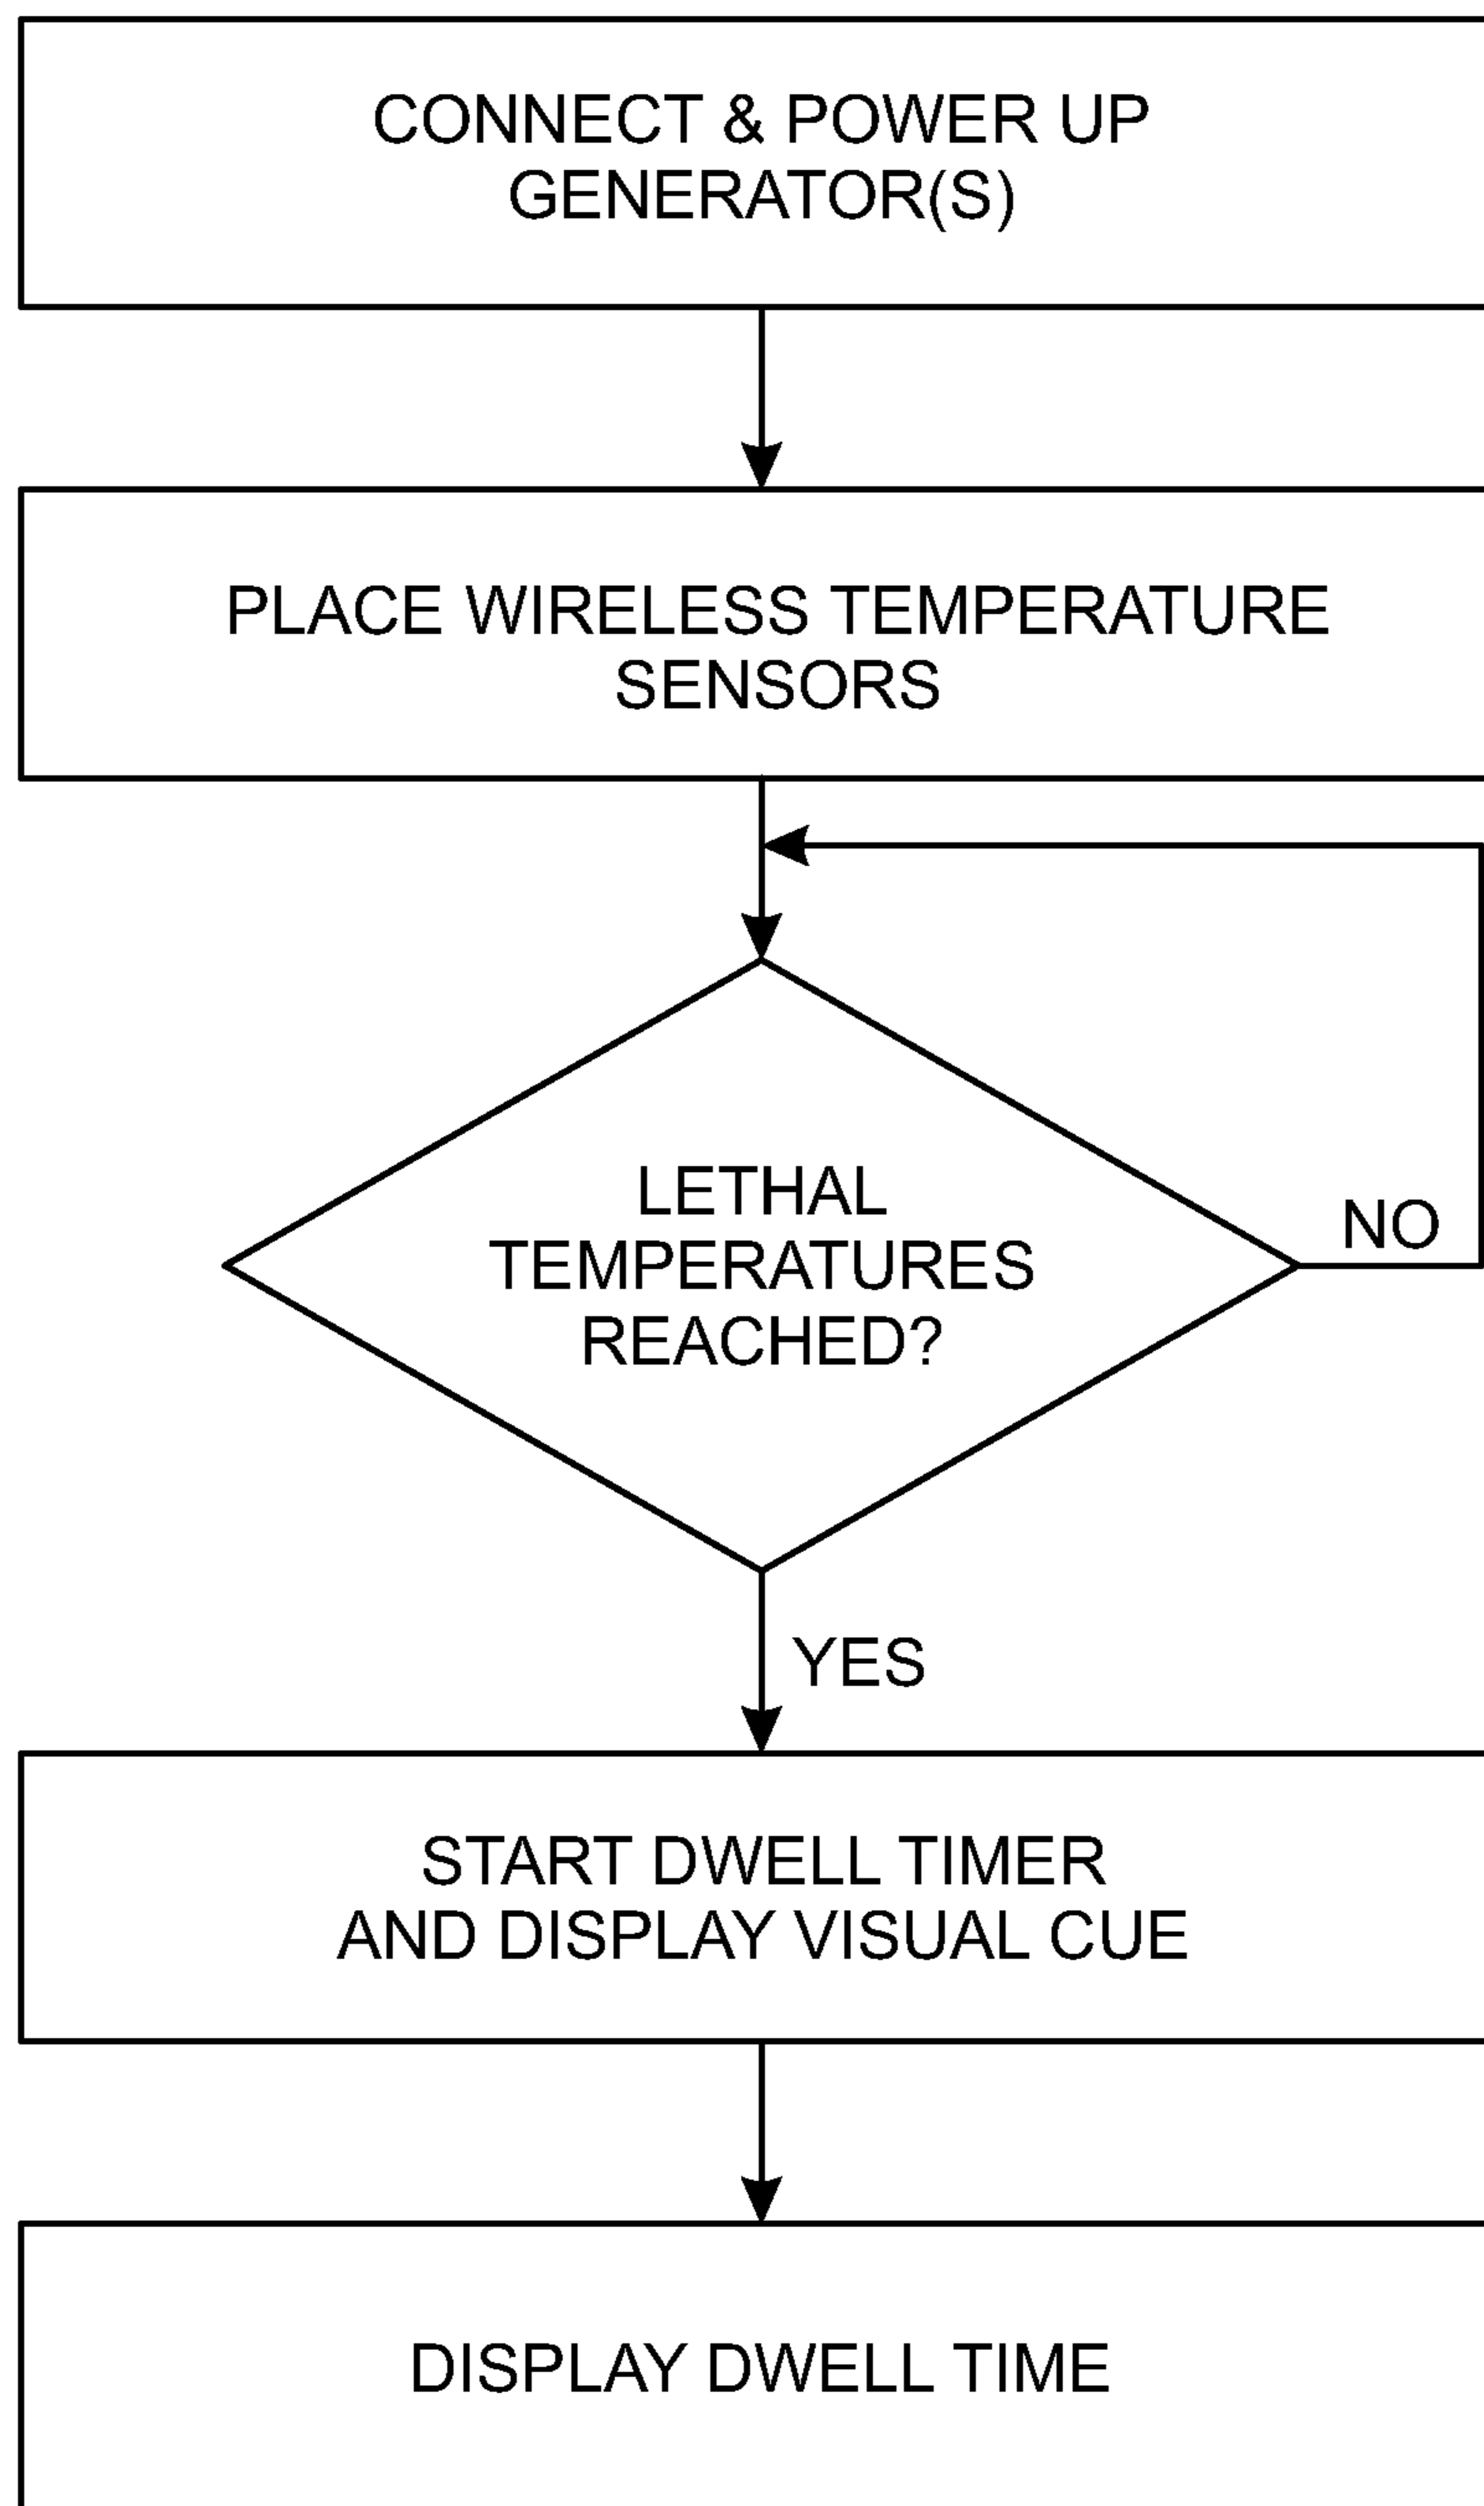 CONNECT & POWER UP
GENERATOR(S)
PLACE WIRELESS TEMPERATURE
SENSORS
LETHAL
TEMPERATURES
REACHED?
NO
YES
START DWELL TIMER
AND DISPLAY VISUAL CUE
DISPLAY DWELL TIME